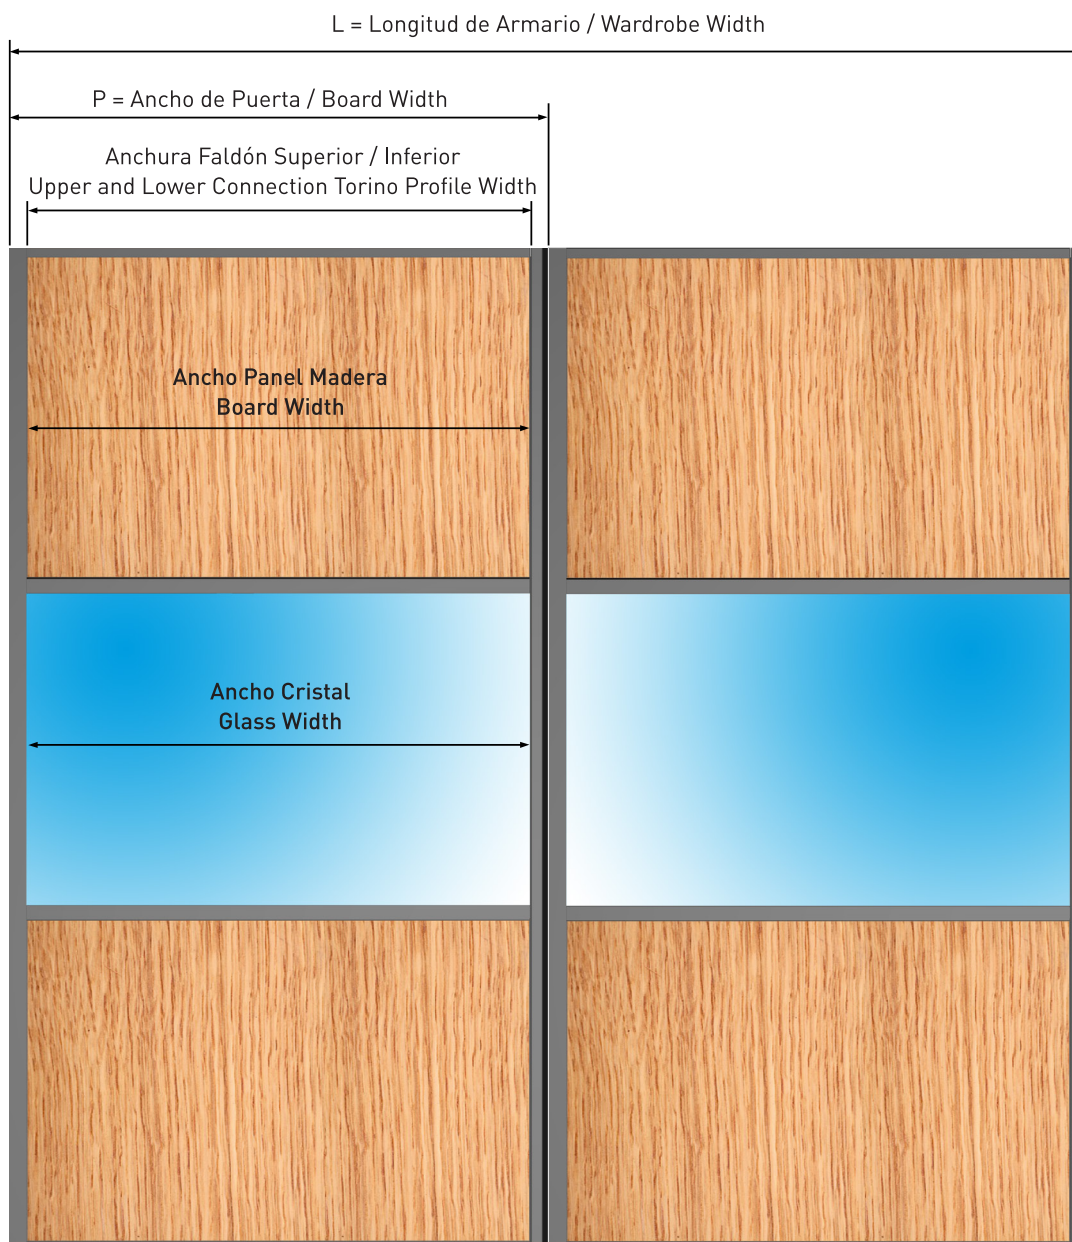 L = Longitud de Armario / Wardrobe Width
P = Ancho de Puerta / Board Width
Anchura Faldón Superior / Inferior
Upper and Lower Connection Torino Profile Width
Ancho Panel Madera
Board Width
Ancho Cristal
Glass Width